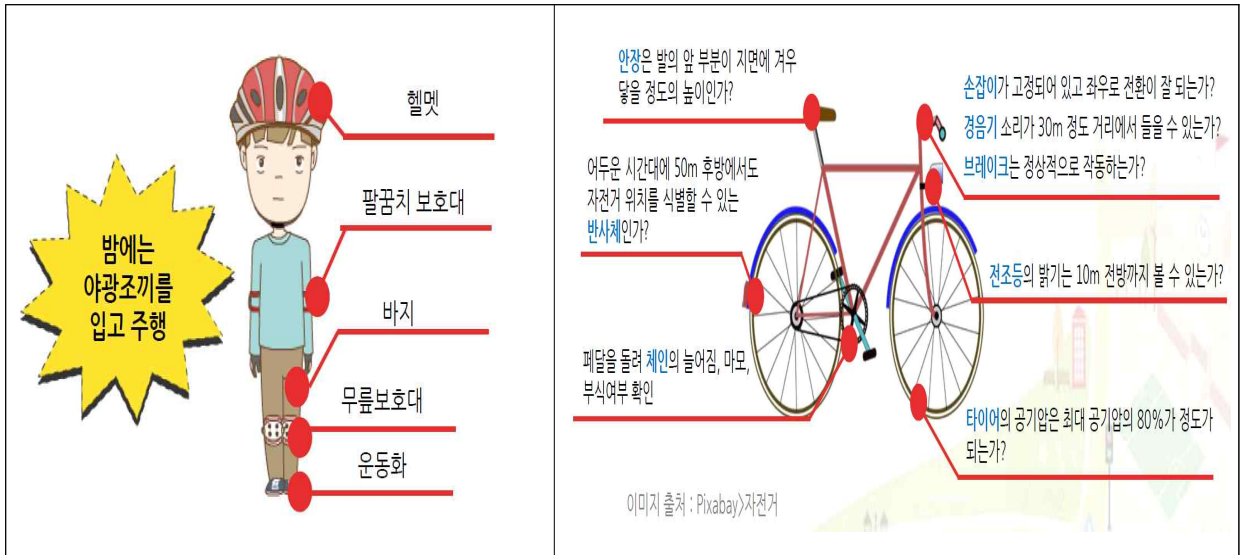 밤에는
야광조끼를
입고 주행
헬멧
팔꿈치 보호대
바지
무릎보호대
운동화
안장은 발의 앞 부분이 지면에 겨우
닿을 정도의 높이인가?
어두운 시간대에 50m 후방에서도
자전거 위치를 식별할 수 있는
반사체인가?
페달을 돌려 체인의 늘어짐, 마모,
부식여부 확인
손잡이가 고정되어 있고 좌우로 전환이 잘 되는가?
경음기 소리가 30m 정도 거리에서 들을 수 있는가?
브레이크는 정상적으로 작동하는가?
전조등의 밝기는 10m 전방까지 볼 수 있는가?
타이어의 공기압은 최대 공기압의 80%가 정도가
되는가?
이미지 출처 : Pixabay>자전거